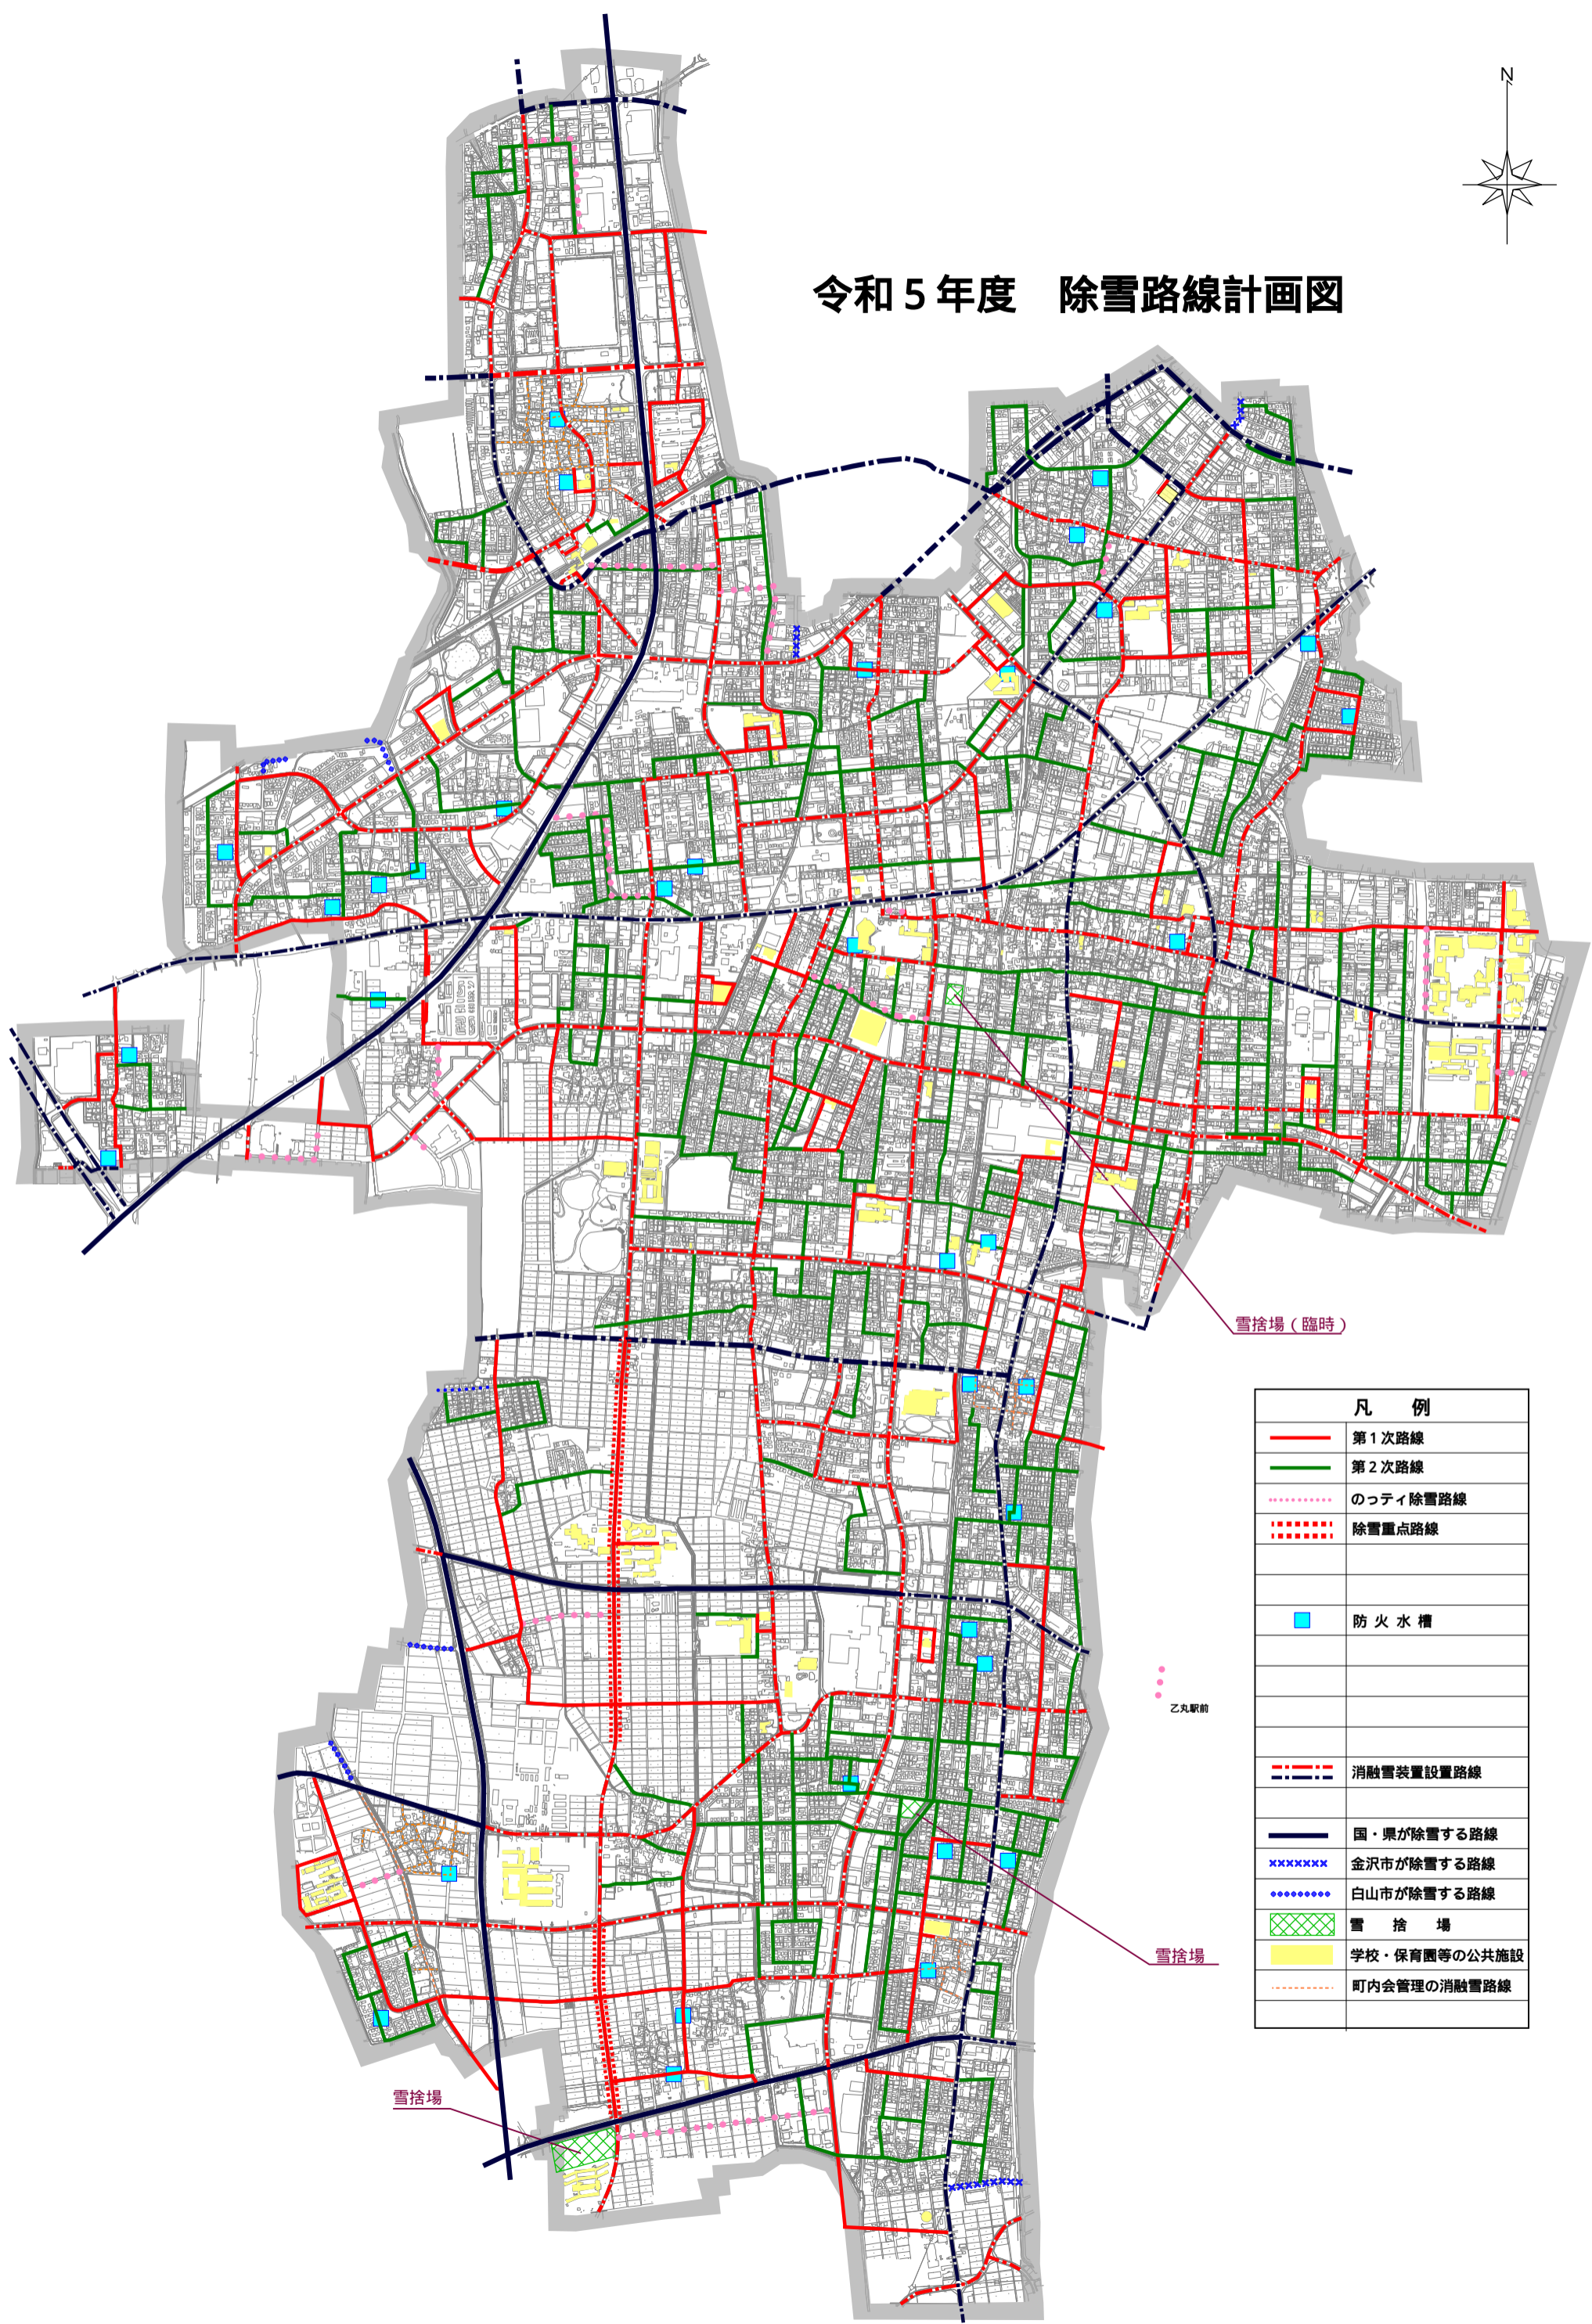 N
令和５年度　除雪路線計画図
雪捨場（臨時）
凡　例
第１次路線
第２次路線
のっティ除雪路線
除雪重点路線
防 火 水 槽
乙丸駅前
消融雪装置設置路線
国・県が除雪する路線
金沢市が除雪する路線
白山市が除雪する路線
雪　捨　場
学校・保育園等の公共施設
町内会管理の消融雪路線
雪捨場
雪捨場